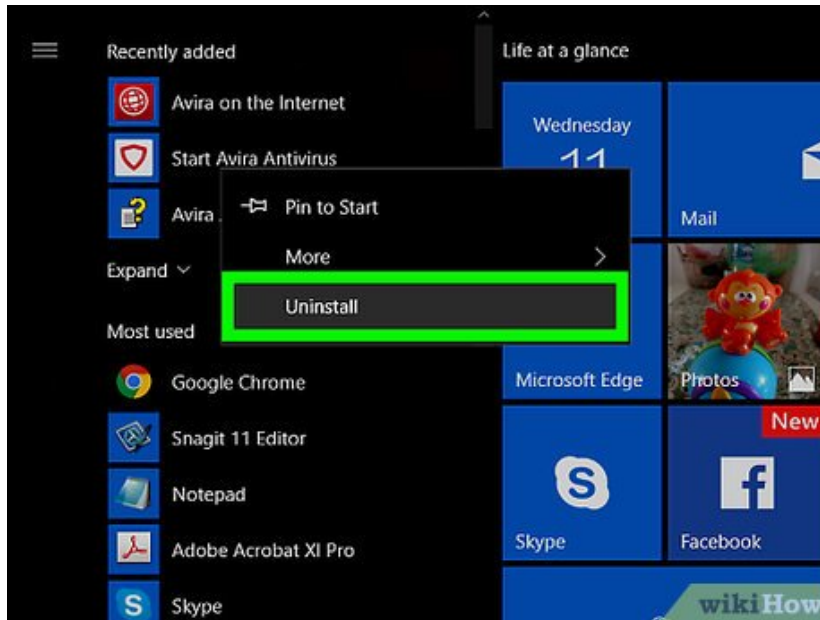 Recently added
Avira on the Internet
Start Avira Antivirus
Avira
Expand
Most used
Google Chrome
Snagit 11 Editor
Notepad
Adobe Acrobat XI Pro
Skype
Pin to Start
More
Uninstall
Life at a glance
Wednesday
11
Mail
Microsoft Edge
Photos
New
Skype
Facebook
wikiHow